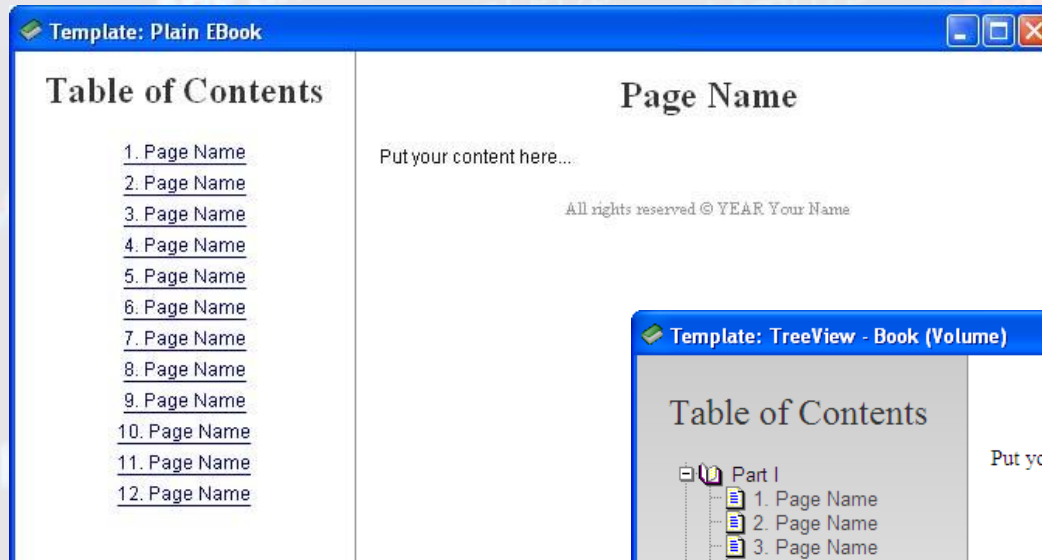 Template: Plain EBook
Table of Contents
1. Page Name
2. Page Name
3. Page Name
4. Page Name
5. Page Name
6. Page Name
7. Page Name
8. Page Name
9. Page Name
10. Page Name
11. Page Name
12. Page Name
Page Name
Put your content here...
All rights reserved © YEAR Your Name
Template: TreeView - Book (Volume)
Table of Contents
Part I
1. Page Name
2. Page Name
3. Page Name
Put yo